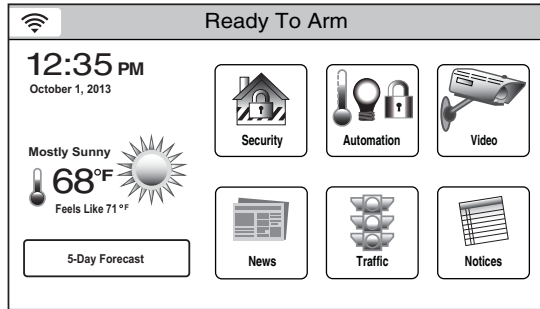 Ready To Arm
12:35 PM
October 1, 2013
Mostly Sunny
68°F
Feels Like 71 °F
5-Day Forecast
Security
Automation
Video
News
Traffic
Notices